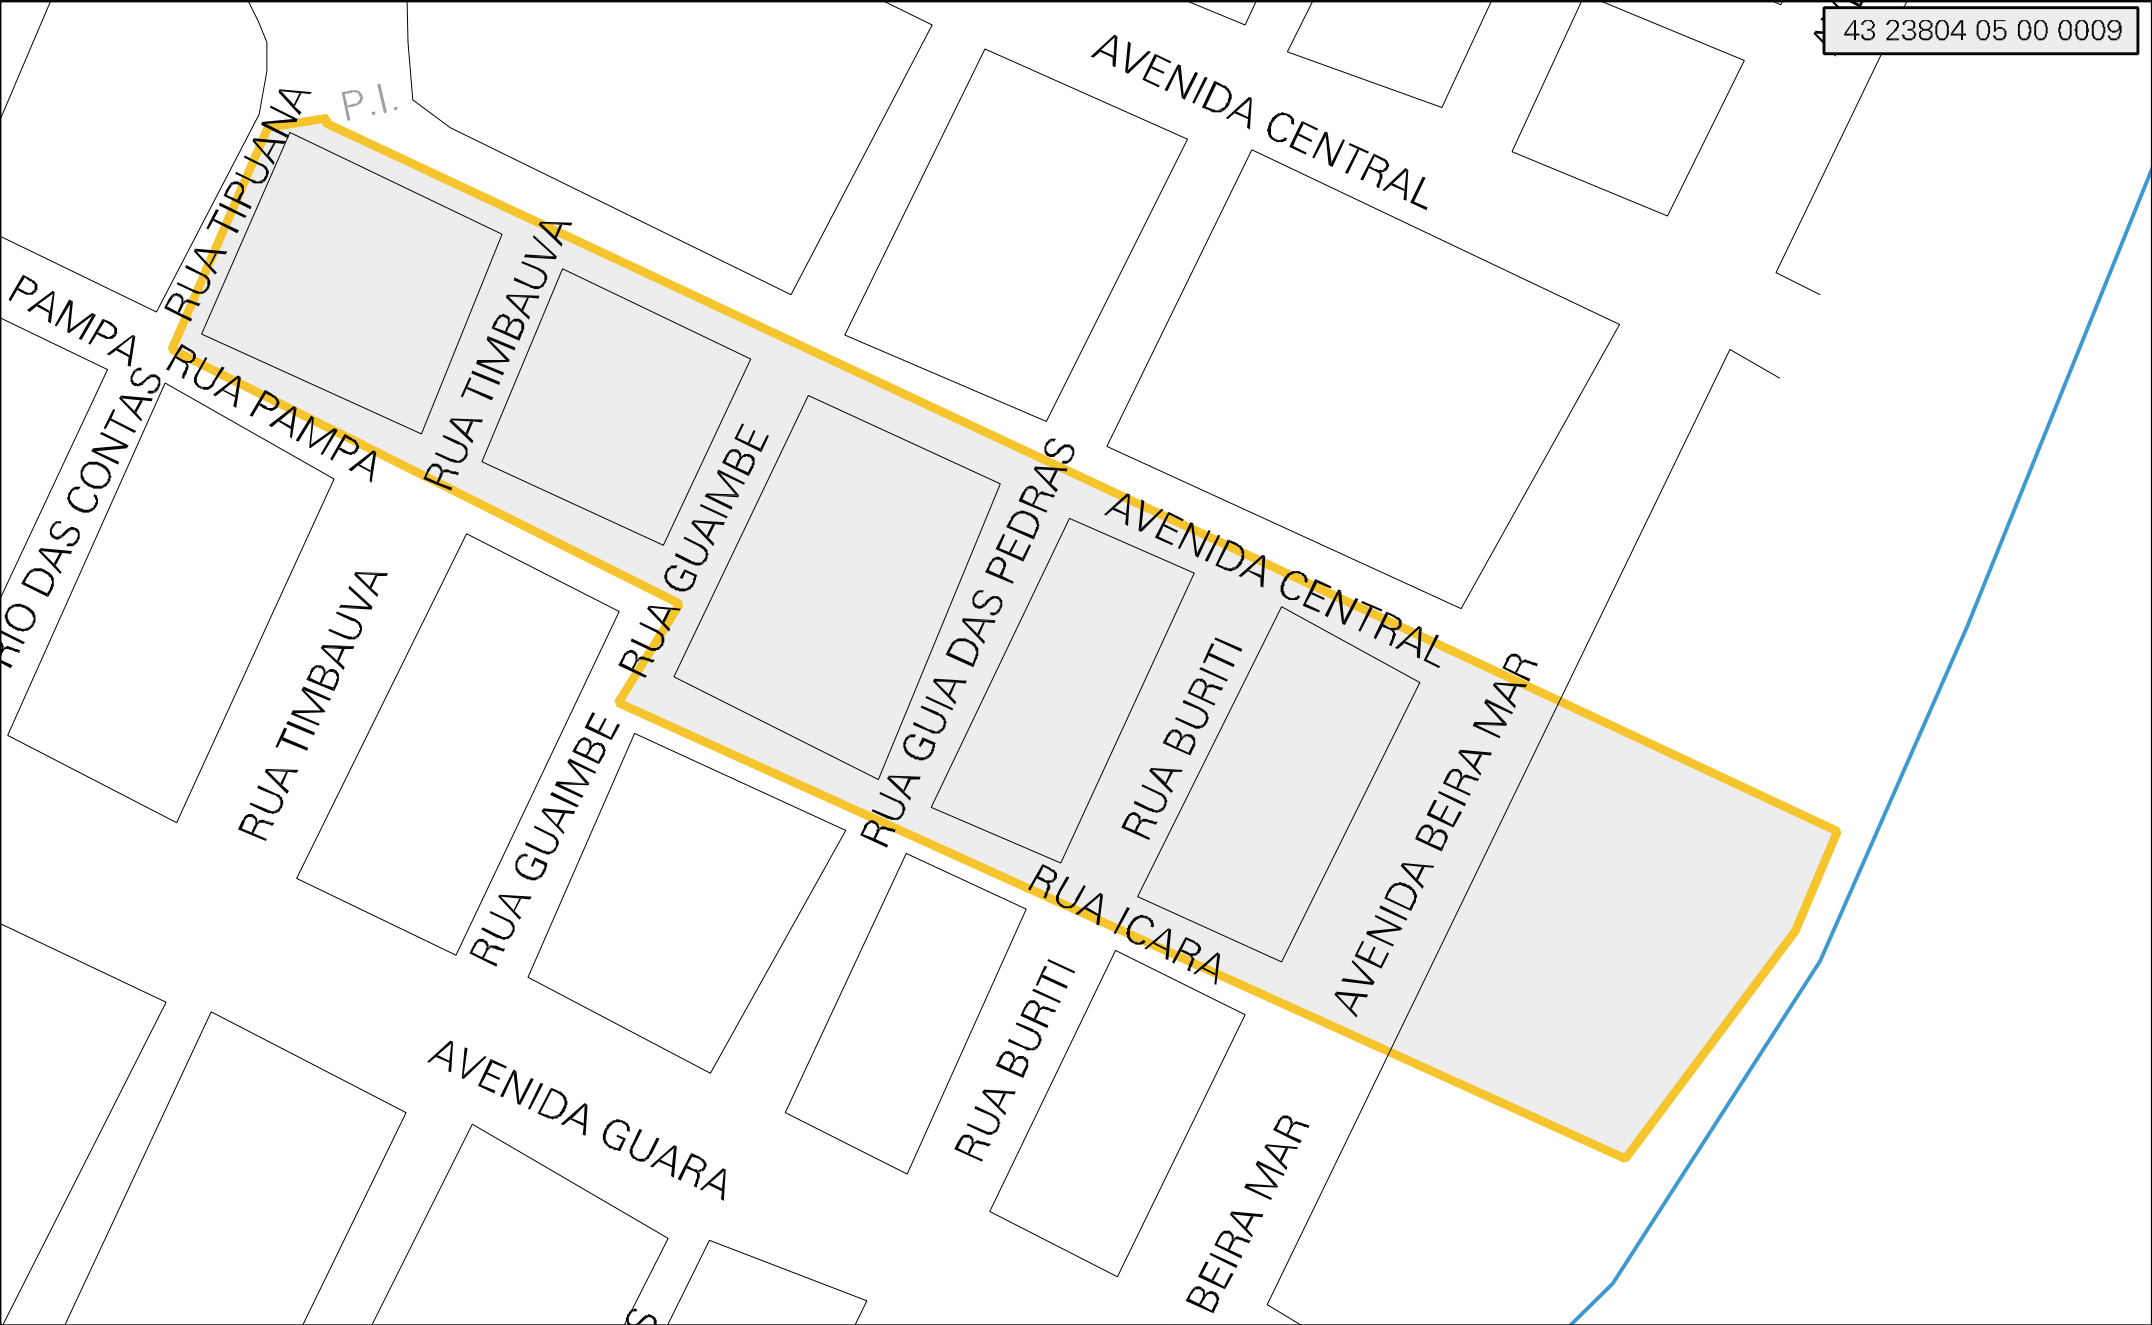 43 23804 05 00 0009
AVENIDA CENTRAL
P.I.
RUA TIPUANA
RUA TIMBAUVA
PAMPA
RUA PAMPA
RIO DAS CONTAS
RUA GUAIMBE
RUA GUIA DAS PEDRAS
AVENIDA CENTRAL
RUA TIMBAUVA
RUA BURITI
AVENIDA BEIRA MAR
RUA GUAIMBE
RUA ICARA
RUA BURITI
AVENIDA GUARA
BEIRA MAR
S